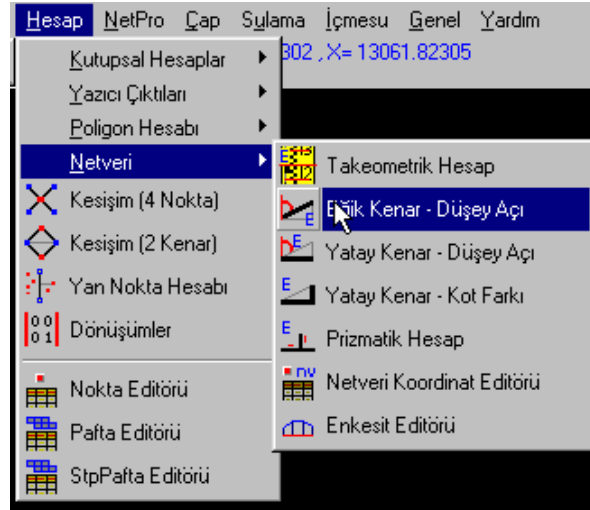 Hesap NetPro Çap Sulama İçmesu Genel Yardım
302 , X= 13061.82305
Kutupsal Hesaplar
Yazıcı Çıktıları
Poligon Hesabı
Netveri
Kesişim (4 Nokta)
Kesişim (2 Kenar)
Yan Nokta Hesabı
Dönüşümler
Nokta Editörü
Pafta Editörü
StpPafta Editörü
Takeometrik Hesap
Eğik Kenar - Düşey Açı
Yatay Kenar - Düşey Açı
Yatay Kenar - Kot Farkı
Prizmatik Hesap
Netveri Koordinat Editörü
Enkesit Editörü